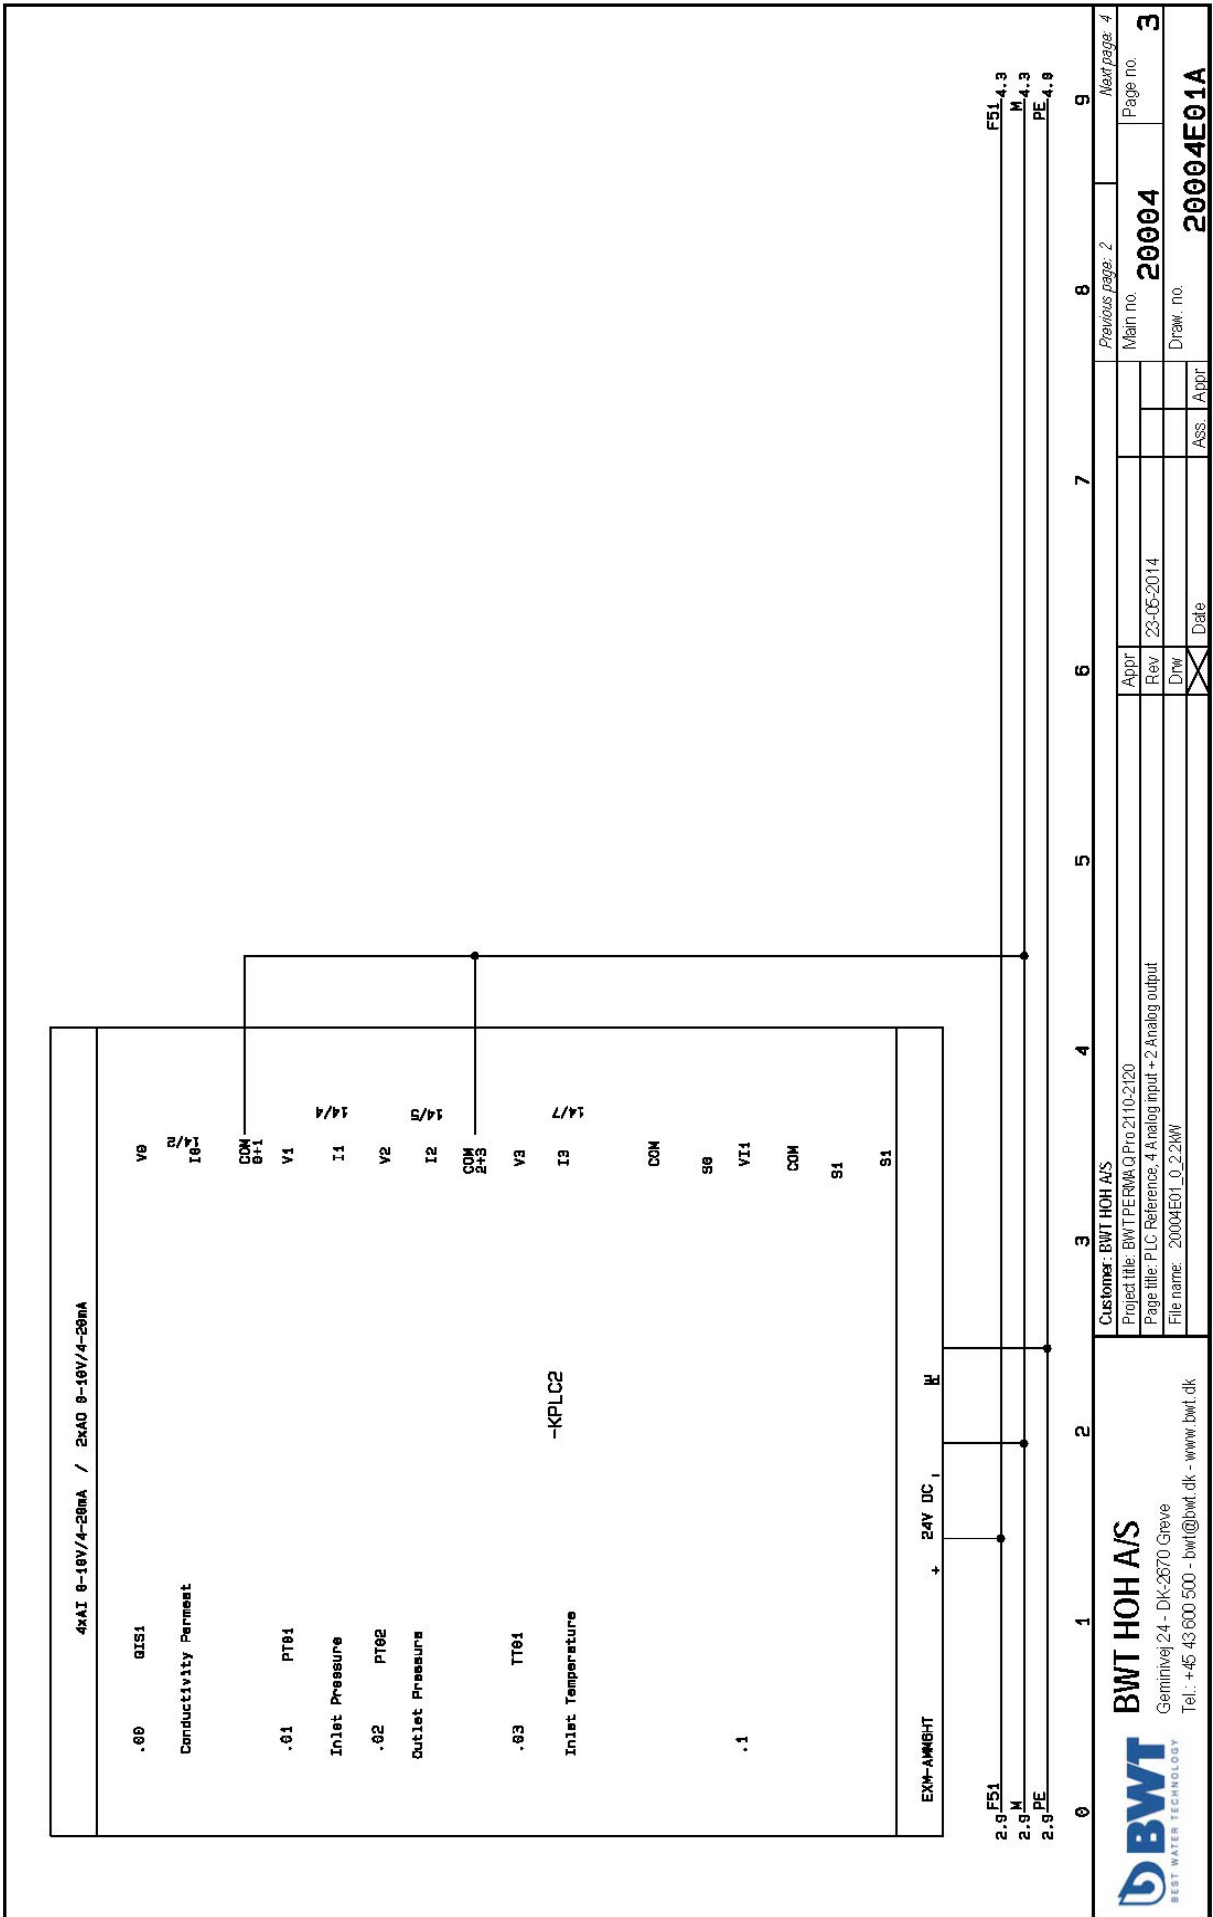 4xAI 0-10V/4-20mA / 2xAO 0-10V/4-20mA
.00 QIS1 V0
Conductivity Permeat I0 14/2
COM 0+1
.01 PT01 V1
Inlet Pressure I1 14/4
.02 PT02 V2
Outlet Pressure I2 14/5
COM 2+3
.03 TT01 V3
Inlet Temperature I3 14/7
-KPLC2
COM
S0
.1 VI1
COM
S1
S1
EXM-AMM6HT + 24V DC - PE
2.9 F51 F51 4.3
2.9 M M 4.3
2.9 PE PE 4.9
0 1 2 3 4 5 6 7 8 9
BWT
BEST WATER TECHNOLOGY
BWT HOH A/S
Geminivej 24 - DK-2670 Greve
Tel.: +45 43 600 500 - bwt@bwt.dk - www.bwt.dk
Customer: BWT HOH A/S
Project title: BWT PERMAQ Pro 2110-2120
Page title: PLC Reference, 4 Analog input + 2 Analog output
File name: 20004E01_0_2.2kW
Appr
Rev 23-05-2014
Drw
Date Ass. Appr
Previous page: 2 Next page: 4
Main no. 20004 Page no. 3
Draw. no. 20004E01A